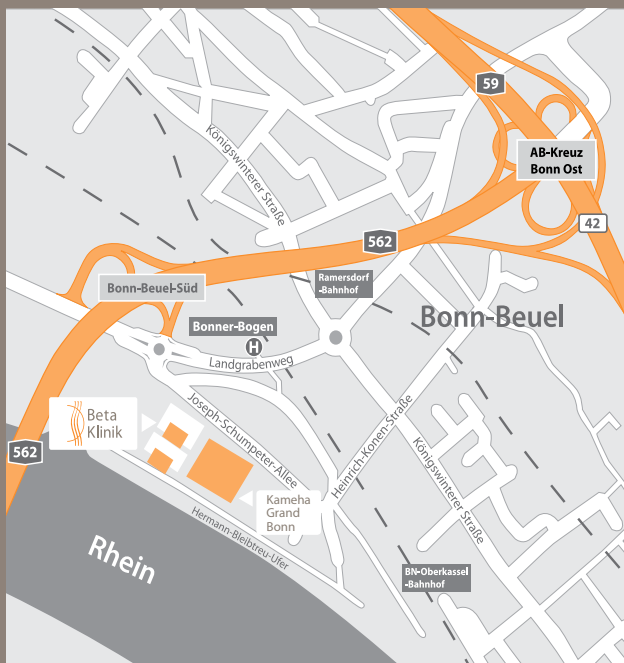 59
AB-Kreuz
Bonn Ost
42
Königswinterer Straße
562
Ramersdorf
-Bahnhof
Bonn-Beuel-Süd
Bonn-Beuel
Bonner-Bogen
H
Landgrabenweg
Beta
Klinik
Joseph-Schumpeter-Allee
Heinrich-Konen-Straße
Königswinterer Straße
562
Kameha
Grand
Bonn
Hermann-Bleibtreu-Ufer
Rhein
BN-Oberkassel
-Bahnhof